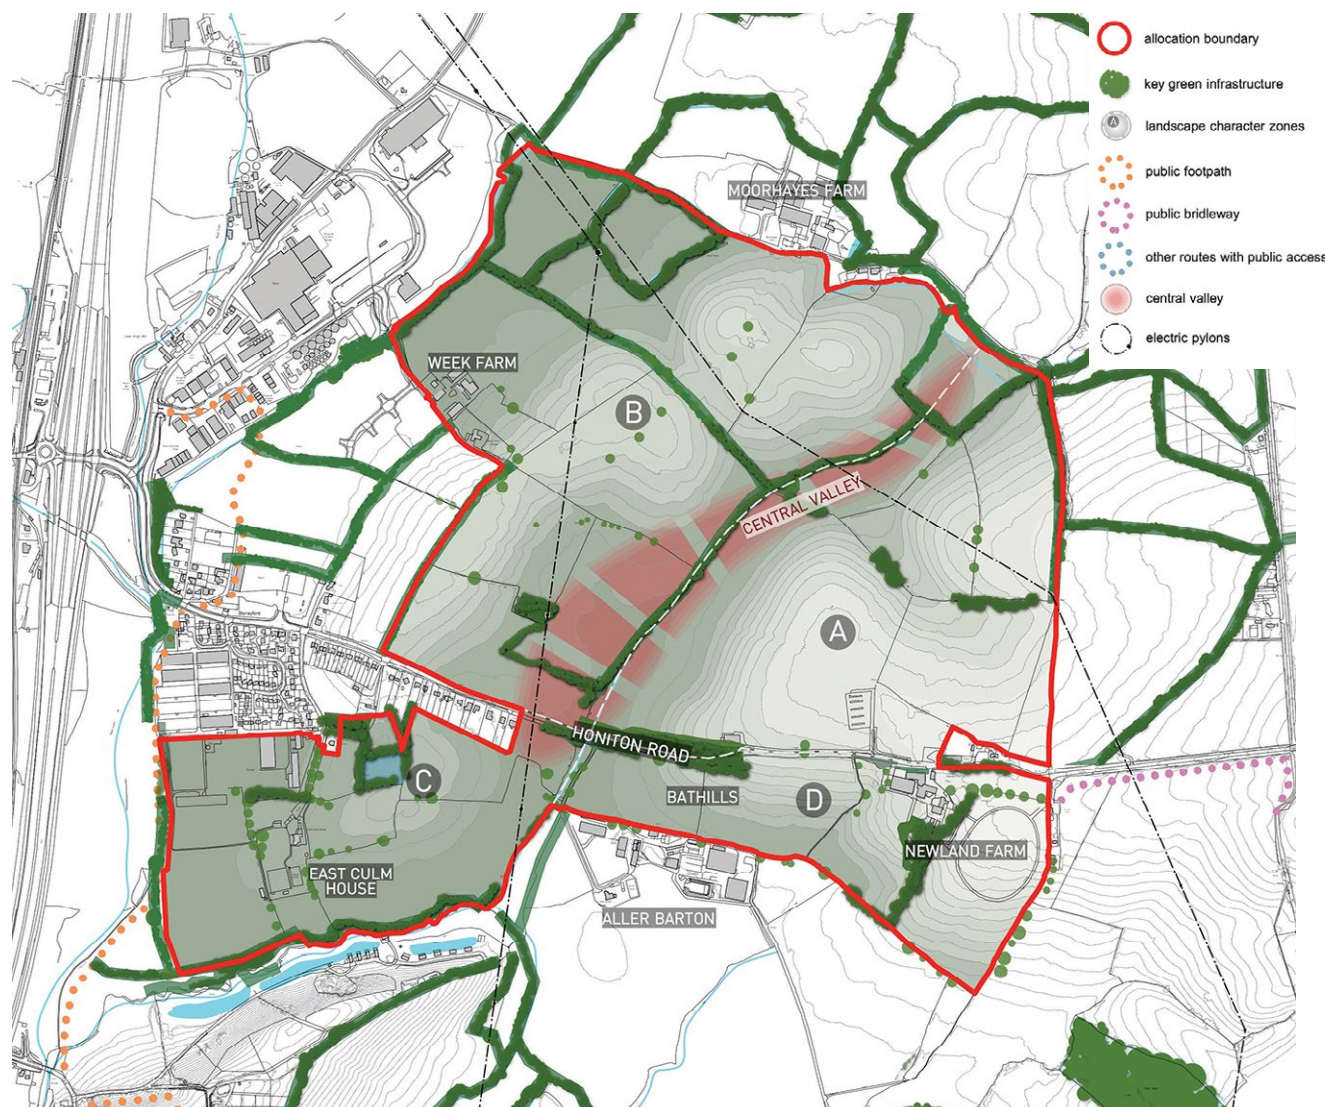 allocation boundary
key green infrastructure
A
landscape character zones
public footpath
public bridleway
other routes with public access
central valley
electric pylons
MOORHAYES FARM
WEEK FARM
B
CENTRAL VALLEY
A
HONITON ROAD
C
BATHILLS
D
NEWLAND FARM
EAST CULM
HOUSE
ALLER BARTON